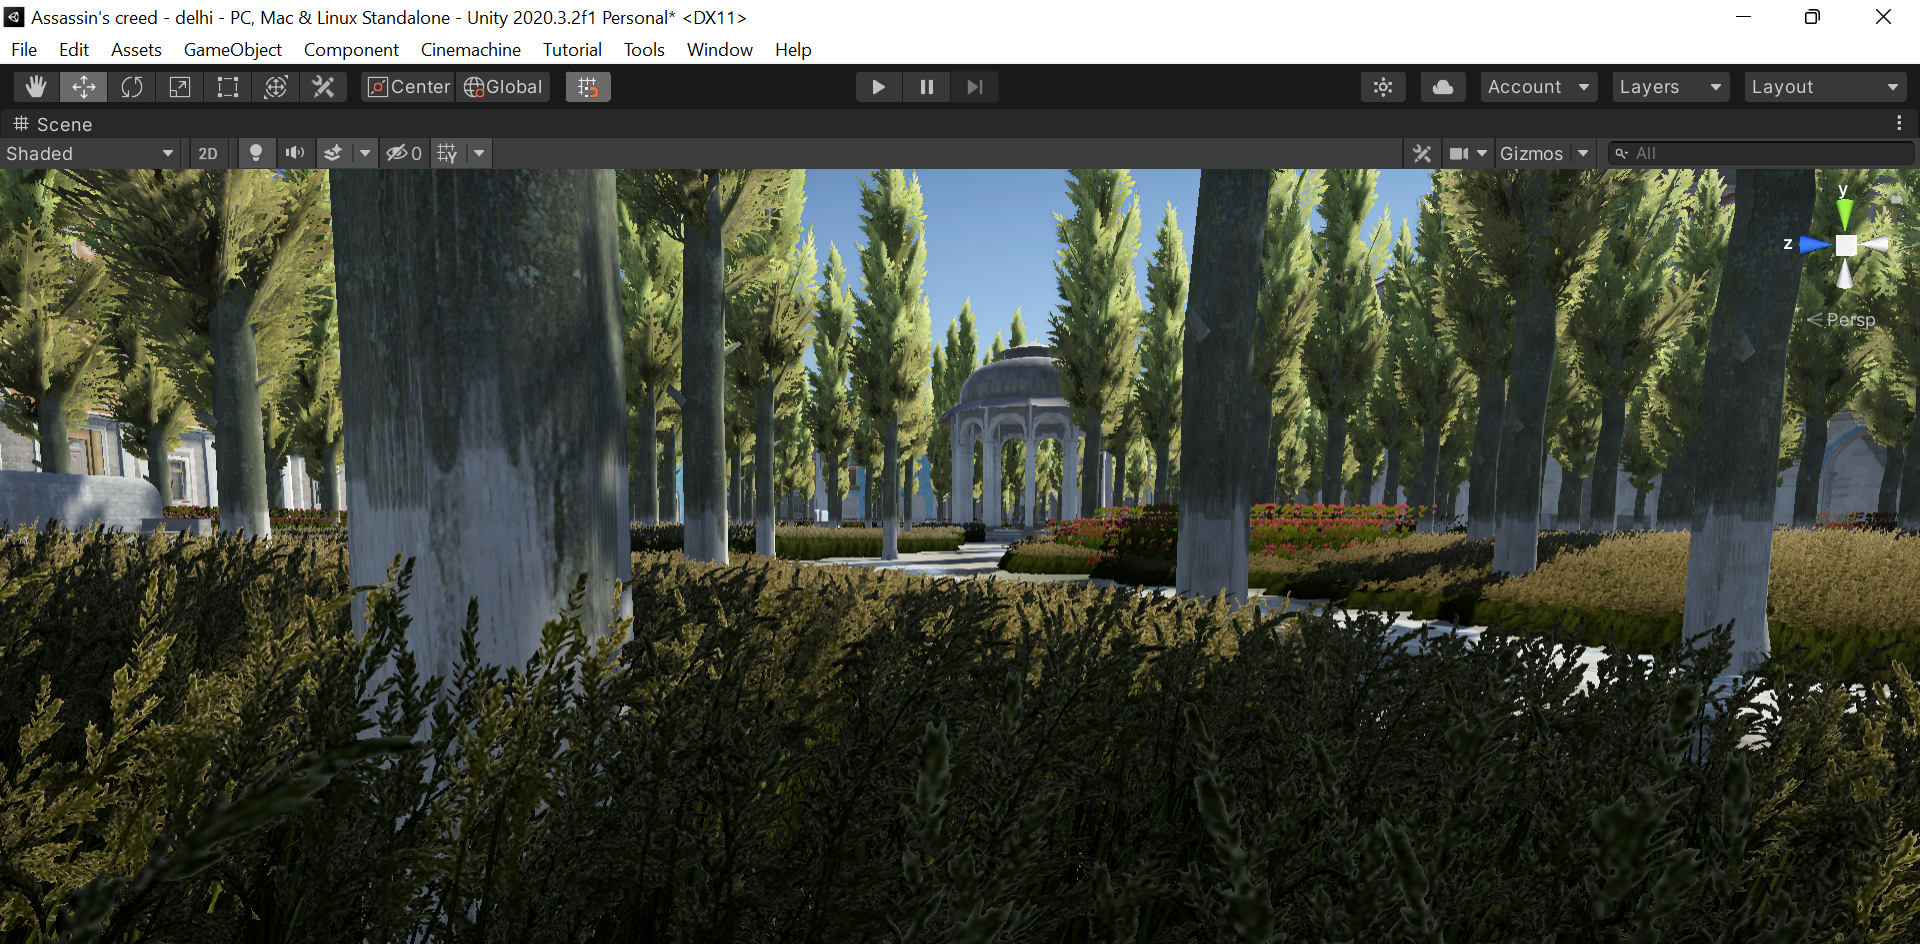 Assassin's creed - delhi - PC, Mac & Linux Standalone - Unity 2020.3.2f1 Personal* <DX11>
File Edit Assets GameObject Component Cinemachine Tutorial Tools Window Help
Center Global Account Layers Layout
Scene
Shaded 2D 0 Gizmos All
y
z
Persp